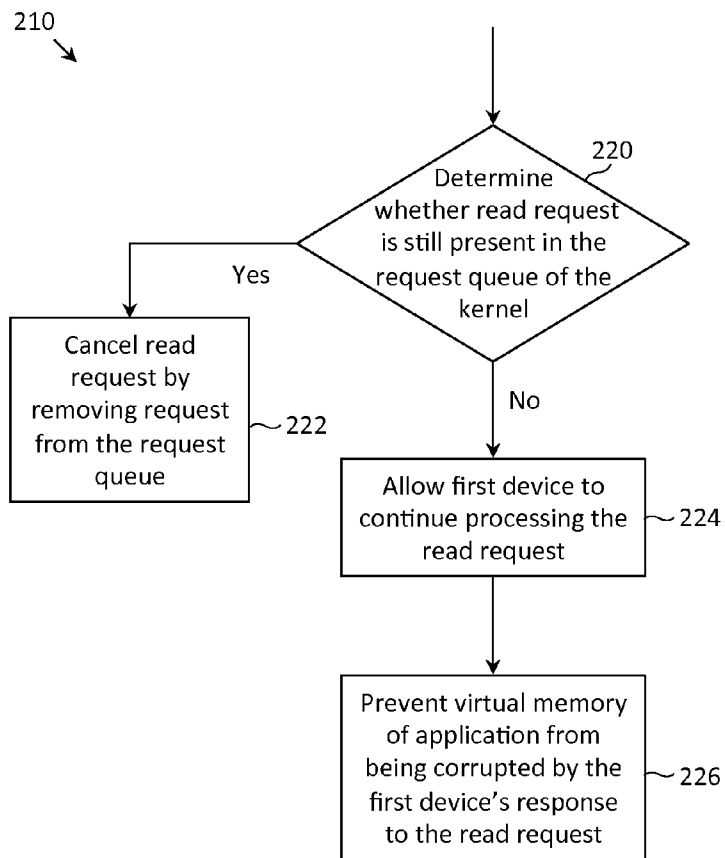 210
220
Determine
whether read request
is still present in the
request queue of the
kernel
Yes
Cancel read
request by
removing request
from the request
queue
222
No
Allow first device to
continue processing the
read request
224
Prevent virtual memory
of application from
being corrupted by the
first device’s response
to the read request
226